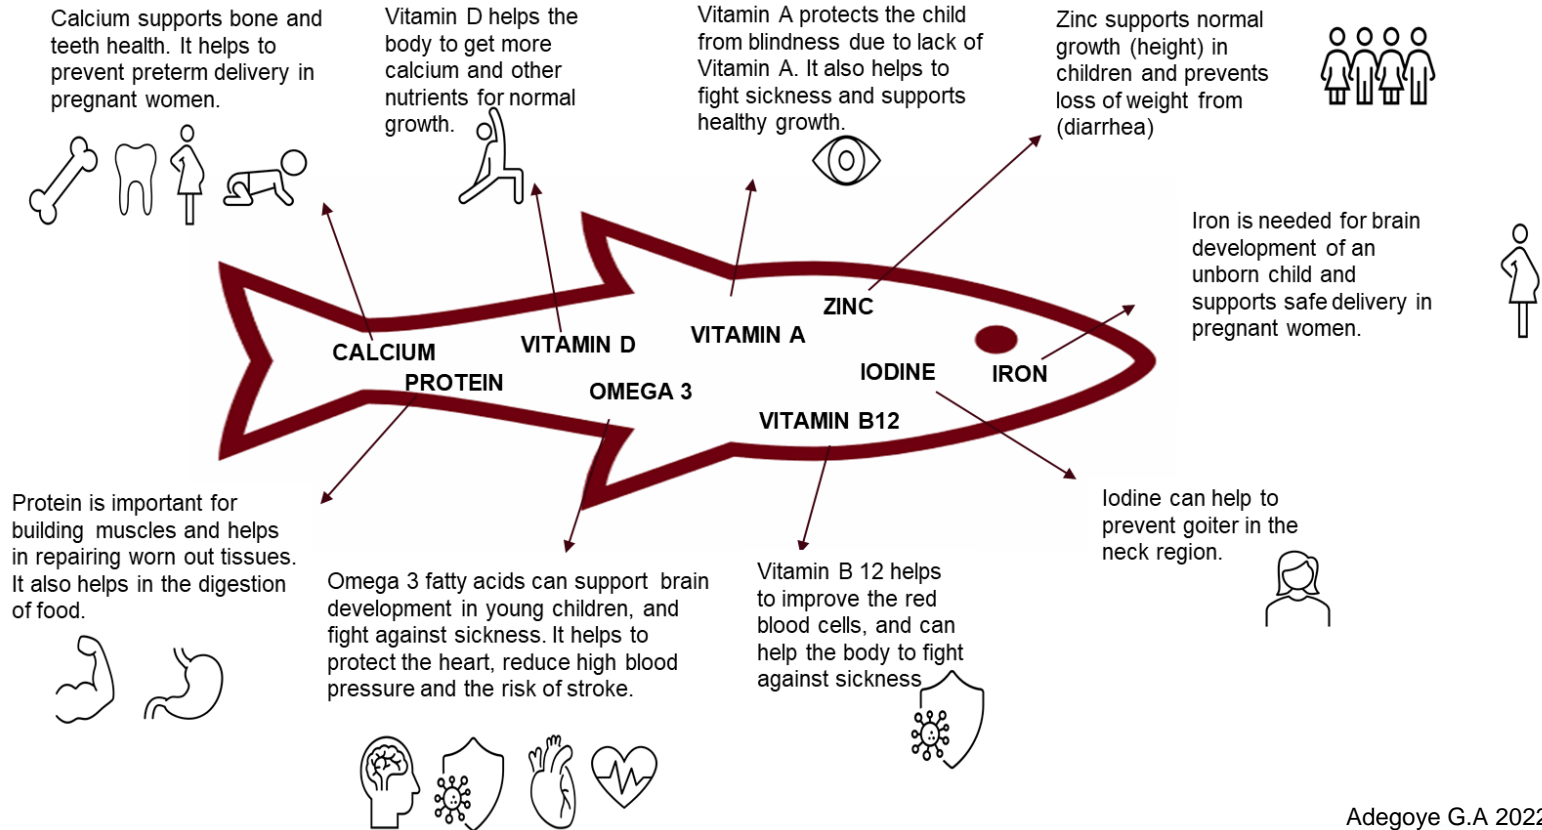 Calcium supports bone and
teeth health. It helps to
prevent preterm delivery in
pregnant women.
Vitamin D helps the
body to get more
calcium and other
nutrients for normal
growth.
Vitamin A protects the child
from blindness due to lack of
Vitamin A. It also helps to
fight sickness and supports
healthy growth.
Zinc supports normal
growth (height) in
children and prevents
loss of weight from
(diarrhea)
Iron is needed for brain
development of an
unborn child and
supports safe delivery in
pregnant women.
ZINC
VITAMIN A
VITAMIN D
CALCIUM
IODINE
IRON
PROTEIN
OMEGA 3
VITAMIN B12
Protein is important for
building muscles and helps
in repairing worn out tissues.
It also helps in the digestion
of food.
Omega 3 fatty acids can support brain
development in young children, and
fight against sickness. It helps to
protect the heart, reduce high blood
pressure and the risk of stroke.
Vitamin B 12 helps
to improve the red
blood cells, and can
help the body to fight
against sickness
Iodine can help to
prevent goiter in the
neck region.
Adegoye G.A 2022